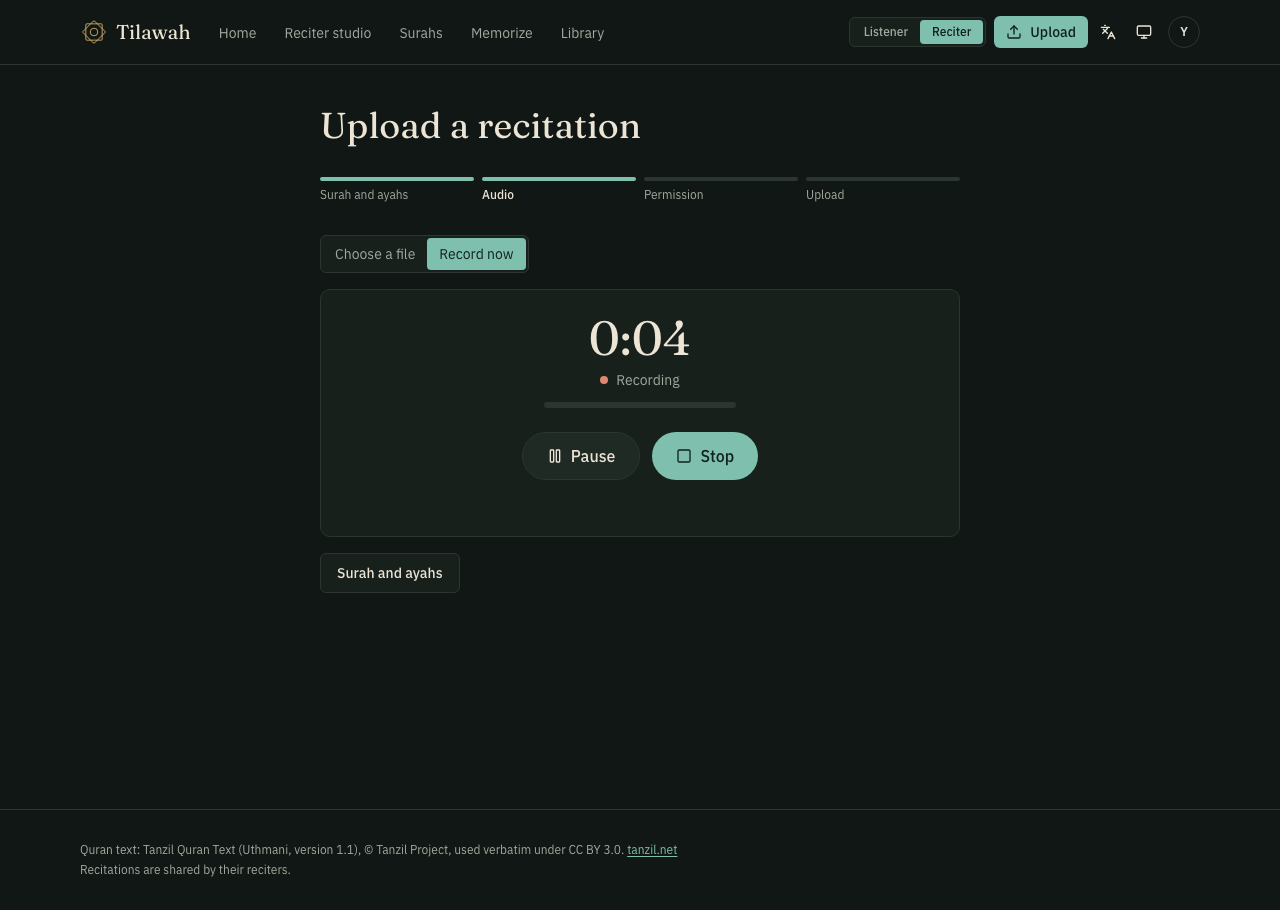 Tilawah
Home
Reciter studio
Surahs
Memorize
Library
Listener
Reciter
Upload
Y
Upload a recitation
Surah and ayahs
Audio
Permission
Upload
Choose a file
Record now
0:04
Recording
Pause
Stop
Surah and ayahs
Quran text: Tanzil Quran Text (Uthmani, version 1.1), © Tanzil Project, used verbatim under CC BY 3.0. tanzil.net
Recitations are shared by their reciters.